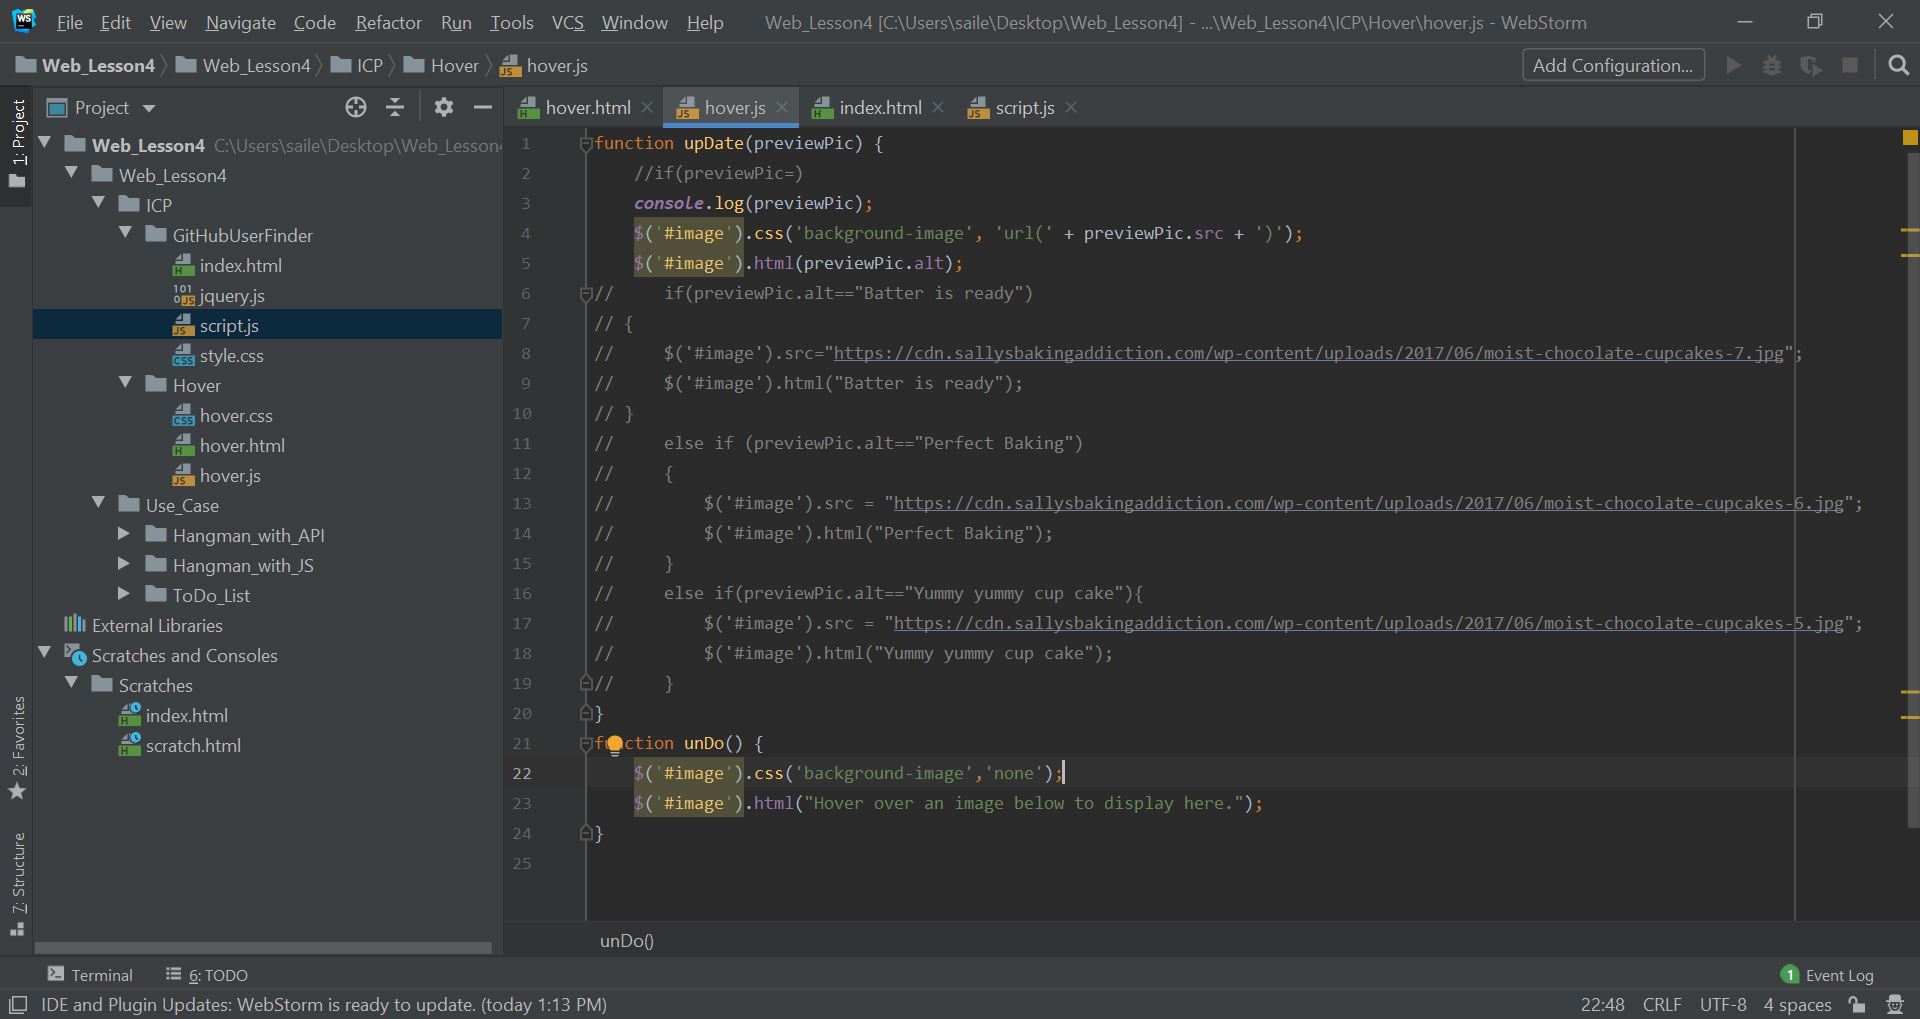 WS File Edit View Navigate Code Refactor Run Tools VCS Window Help Web_Lesson4 [C:\Users\saile\Desktop\Web_Lesson4] - ...\Web_Lesson4\ICP\Hover\hover.js - WebStorm
Web_Lesson4 Web_Lesson4 ICP Hover hover.js Add Configuration...
1: Project
Project
hover.html hover.js index.html script.js
Web_Lesson4 C:\Users\saile\Desktop\Web_Lesson4
Web_Lesson4
ICP
GitHubUserFinder
index.html
jquery.js
script.js
style.css
Hover
hover.css
hover.html
hover.js
Use_Case
Hangman_with_API
Hangman_with_JS
ToDo_List
External Libraries
Scratches and Consoles
Scratches
index.html
scratch.html
2: Favorites
7: Structure
1 function upDate(previewPic) {
2 //if(previewPic=)
3 console.log(previewPic);
4 $('#image').css('background-image', 'url(' + previewPic.src + ')');
5 $('#image').html(previewPic.alt);
6 // if(previewPic.alt=="Batter is ready")
7 // {
8 // $('#image').src="https://cdn.sallysbakingaddiction.com/wp-content/uploads/2017/06/moist-chocolate-cupcakes-7.jpg";
9 // $('#image').html("Batter is ready");
10 // }
11 // else if (previewPic.alt=="Perfect Baking")
12 // {
13 // $('#image').src = "https://cdn.sallysbakingaddiction.com/wp-content/uploads/2017/06/moist-chocolate-cupcakes-6.jpg";
14 // $('#image').html("Perfect Baking");
15 // }
16 // else if(previewPic.alt=="Yummy yummy cup cake"){
17 // $('#image').src = "https://cdn.sallysbakingaddiction.com/wp-content/uploads/2017/06/moist-chocolate-cupcakes-5.jpg";
18 // $('#image').html("Yummy yummy cup cake");
19 // }
20 }
21 function unDo() {
22 $('#image').css('background-image','none');
23 $('#image').html("Hover over an image below to display here.");
24 }
25
unDo()
Terminal 6: TODO 1 Event Log
IDE and Plugin Updates: WebStorm is ready to update. (today 1:13 PM) 22:48 CRLF UTF-8 4 spaces